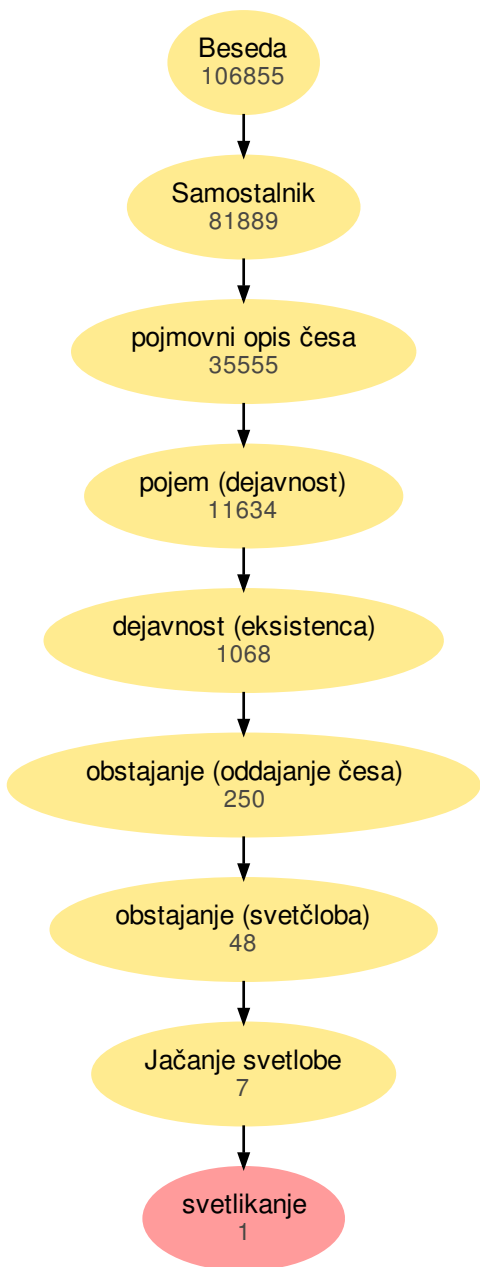 Beseda
106855
Samostalnik
81889
pojmovni opis česa
35555
pojem (dejavnost)
11634
dejavnost (eksistenca)
1068
obstajanje (oddajanje česa)
250
obstajanje (svetčloba)
48
Jačanje svetlobe
7
svetlikanje
1